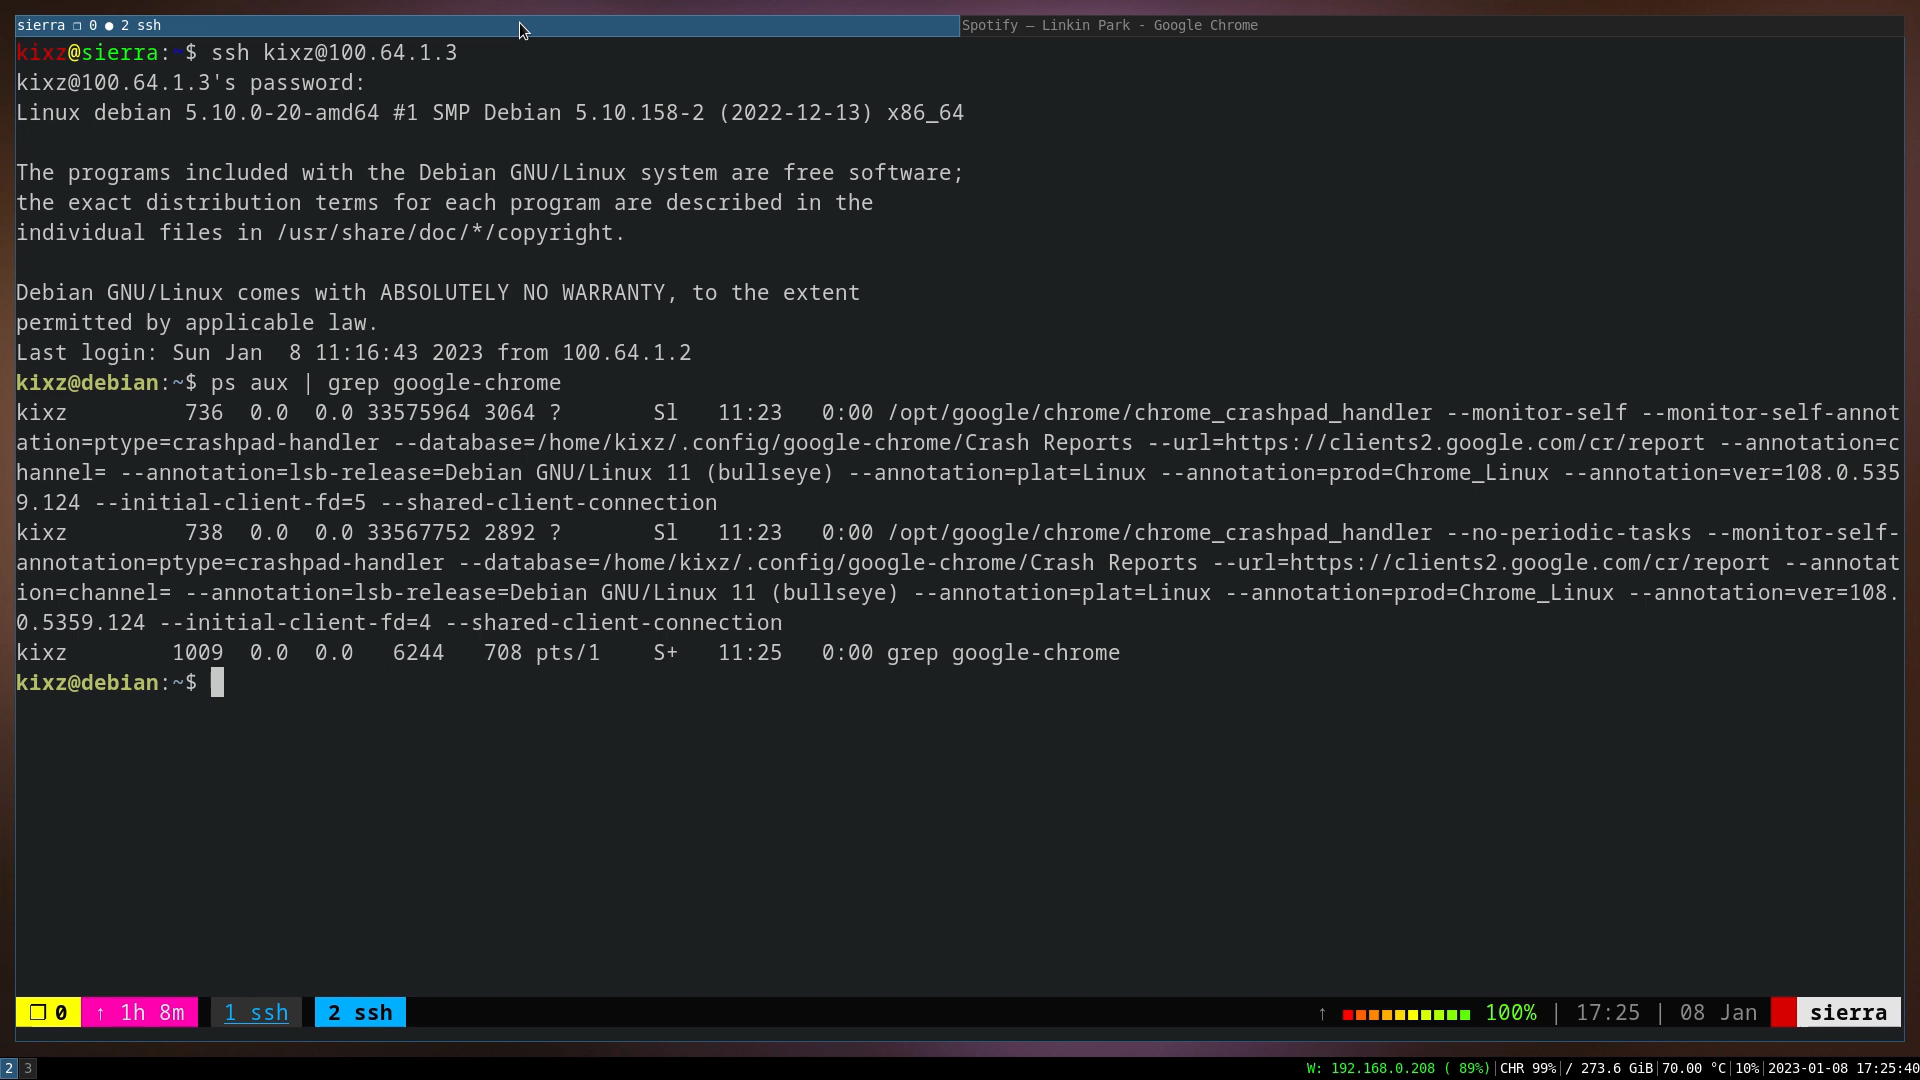 sierra ❐ 0 ● 2 ssh
Spotify – Linkin Park - Google Chrome
kixz@sierra:~$ ssh kixz@100.64.1.3
kixz@100.64.1.3's password:
Linux debian 5.10.0-20-amd64 #1 SMP Debian 5.10.158-2 (2022-12-13) x86_64
The programs included with the Debian GNU/Linux system are free software;
the exact distribution terms for each program are described in the
individual files in /usr/share/doc/*/copyright.
Debian GNU/Linux comes with ABSOLUTELY NO WARRANTY, to the extent
permitted by applicable law.
Last login: Sun Jan  8 11:16:43 2023 from 100.64.1.2
kixz@debian:~$ ps aux | grep google-chrome
kixz         736  0.0  0.0 33575964 3064 ?       Sl   11:23   0:00 /opt/google/chrome/chrome_crashpad_handler --monitor-self --monitor-self-annot
ation=ptype=crashpad-handler --database=/home/kixz/.config/google-chrome/Crash Reports --url=https://clients2.google.com/cr/report --annotation=c
hannel= --annotation=lsb-release=Debian GNU/Linux 11 (bullseye) --annotation=plat=Linux --annotation=prod=Chrome_Linux --annotation=ver=108.0.535
9.124 --initial-client-fd=5 --shared-client-connection
kixz         738  0.0  0.0 33567752 2892 ?       Sl   11:23   0:00 /opt/google/chrome/chrome_crashpad_handler --no-periodic-tasks --monitor-self-
annotation=ptype=crashpad-handler --database=/home/kixz/.config/google-chrome/Crash Reports --url=https://clients2.google.com/cr/report --annotat
ion=channel= --annotation=lsb-release=Debian GNU/Linux 11 (bullseye) --annotation=plat=Linux --annotation=prod=Chrome_Linux --annotation=ver=108.
0.5359.124 --initial-client-fd=4 --shared-client-connection
kixz        1009  0.0  0.0   6244   708 pts/1    S+   11:25   0:00 grep google-chrome
kixz@debian:~$
❐ 0 ↑ 1h 8m 1 ssh 2 ssh
↑ 100% | 17:25 | 08 Jan sierra
2 3
W: 192.168.0.208 ( 89%)|CHR 99%|/ 273.6 GiB|70.00 °C|10%|2023-01-08 17:25:40